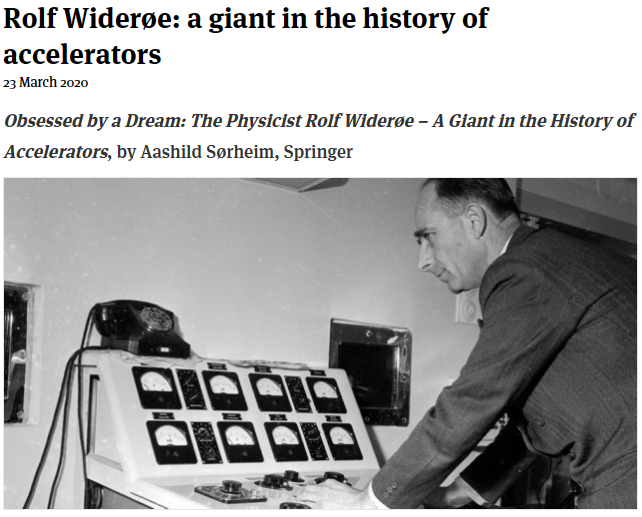 Rolf Widerøe: a giant in the history of
accelerators
23 March 2020
Obsessed by a Dream: The Physicist Rolf Widerøe – A Giant in the History of
Accelerators, by Aashild Sørheim, Springer